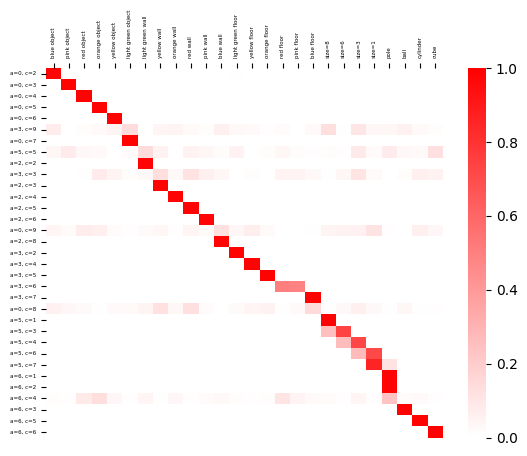 blue object
pink object
red object
orange object
yellow object
light green object
light green wall
yellow wall
orange wall
red wall
pink wall
blue wall
light green floor
yellow floor
orange floor
red floor
pink floor
blue floor
size=8
size=6
size=3
size=1
pole
ball
cylinder
cube
a=0, c=2
a=0, c=3
a=0, c=4
a=0, c=5
a=0, c=6
a=3, c=9
a=0, c=7
a=5, c=5
a=2, c=2
a=3, c=3
a=2, c=3
a=2, c=4
a=2, c=5
a=2, c=6
a=0, c=9
a=2, c=8
a=3, c=2
a=3, c=4
a=3, c=5
a=3, c=6
a=3, c=7
a=0, c=8
a=5, c=1
a=5, c=3
a=5, c=4
a=5, c=6
a=5, c=7
a=6, c=1
a=6, c=2
a=6, c=4
a=6, c=3
a=6, c=5
a=6, c=6
1.0
0.8
0.6
0.4
0.2
0.0